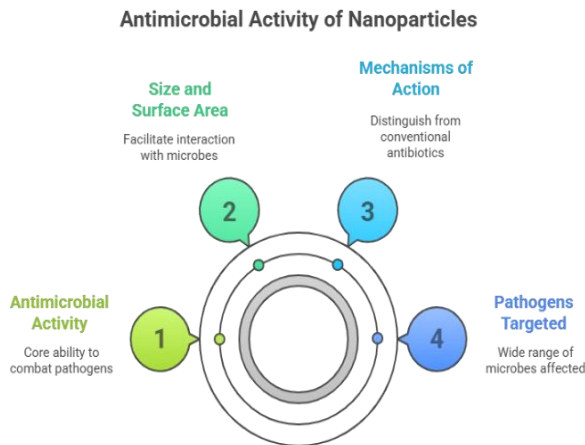 Antimicrobial Activity of Nanoparticles
Size and
Surface Area
Facilitate interaction
with microbes
Mechanisms of
Action
Distinguish from
conventional
antibiotics
2
3
Antimicrobial
Activity
Core ability to
combat pathogens
1
4
Pathogens
Targeted
Wide range of
microbes affected